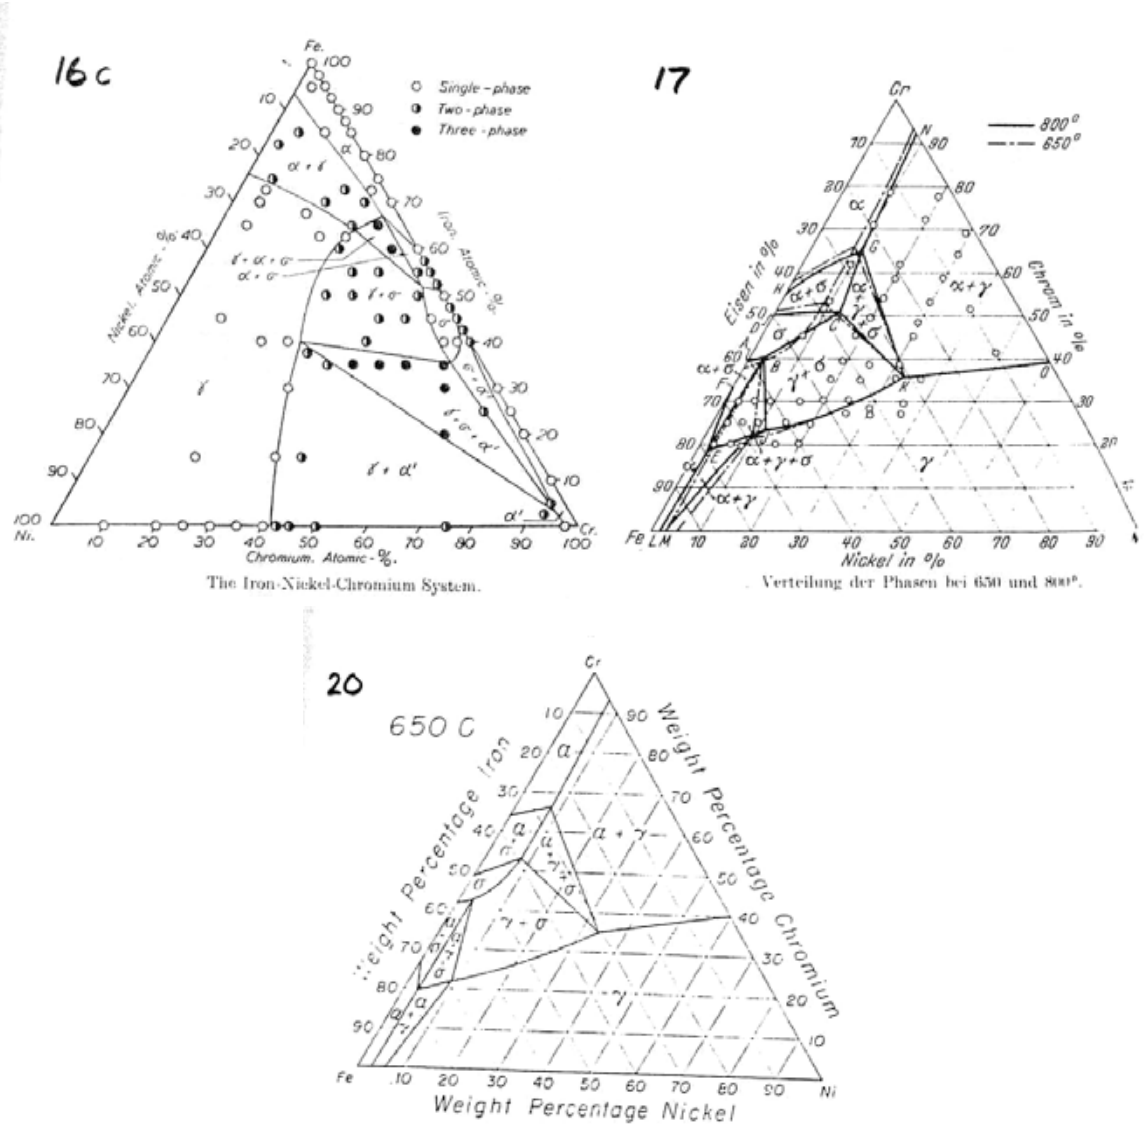 16c
Fe.
100
Single-phase
Two-phase
Three-phase
10
20
30
40
50
60
70
80
90
90
80
70
60
50
40
30
20
10
α
α + γ
γ + α + σ
α + σ
γ + σ
σ
σ + α'
γ + σ + α'
γ
γ + α'
α'
Nickel. Atomic-%
Iron. Atomic-%.
100
Ni.
10 20 30 40 50 60 70 80 90 100
Cr.
Chromium. Atomic-%.
The Iron-Nickel-Chromium System.
17
Cr
800°
650°
N
10 90
20 80
30 70
40 60
50 50
60 40
70 30
80 20
90
α
G
H
α+σ
α+γ
σ
B
γ+σ
K
O
α+σ
E
α+γ+σ
α+γ
γ
Eisen in %
Chrom in %
Fe L M 10 20 30 40 50 60 70 80 90
Nickel in %
Verteilung der Phasen bei 650 und 800°.
20
650 C
Cr
10 90
20 80
30 70
40 60
50 50
60 40
70 30
80 20
90 10
α
α + γ
σ
γ + σ
γ
Weight Percentage Iron
Weight Percentage Chromium
Fe 10 20 30 40 50 60 70 80 90 Ni
Weight Percentage Nickel